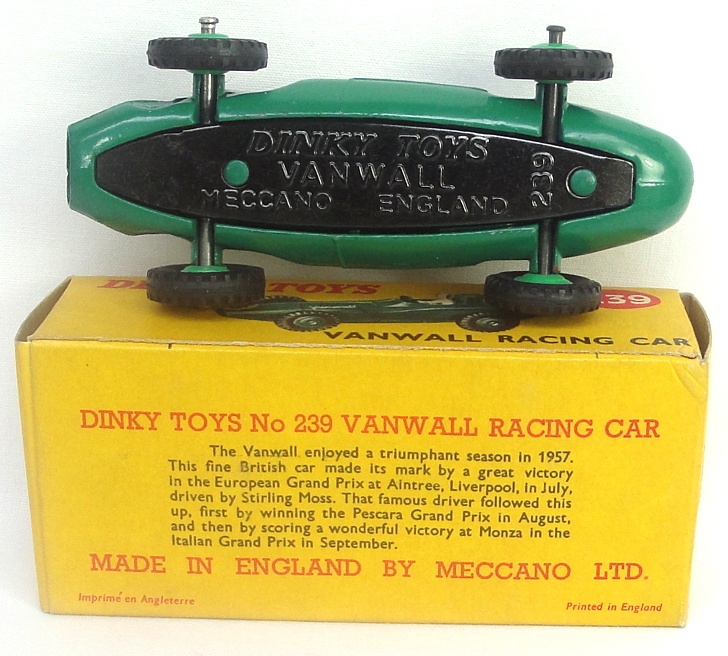 DINKY TOYS
VANWALL
MECCANO ENGLAND
239
TOYS
VANWALL RACING CAR
DINKY TOYS No 239 VANWALL RACING CAR
The Vanwall enjoyed a triumphant season in 1957.
This fine British car made its mark by a great victory
in the European Grand Prix at Aintree, Liverpool, in July,
driven by Stirling Moss. That famous driver followed this
up, first by winning the Pescara Grand Prix in August,
and then by scoring a wonderful victory at Monza in the
Italian Grand Prix in September.
MADE IN ENGLAND BY MECCANO LTD.
Imprimé en Angleterre
Printed in England